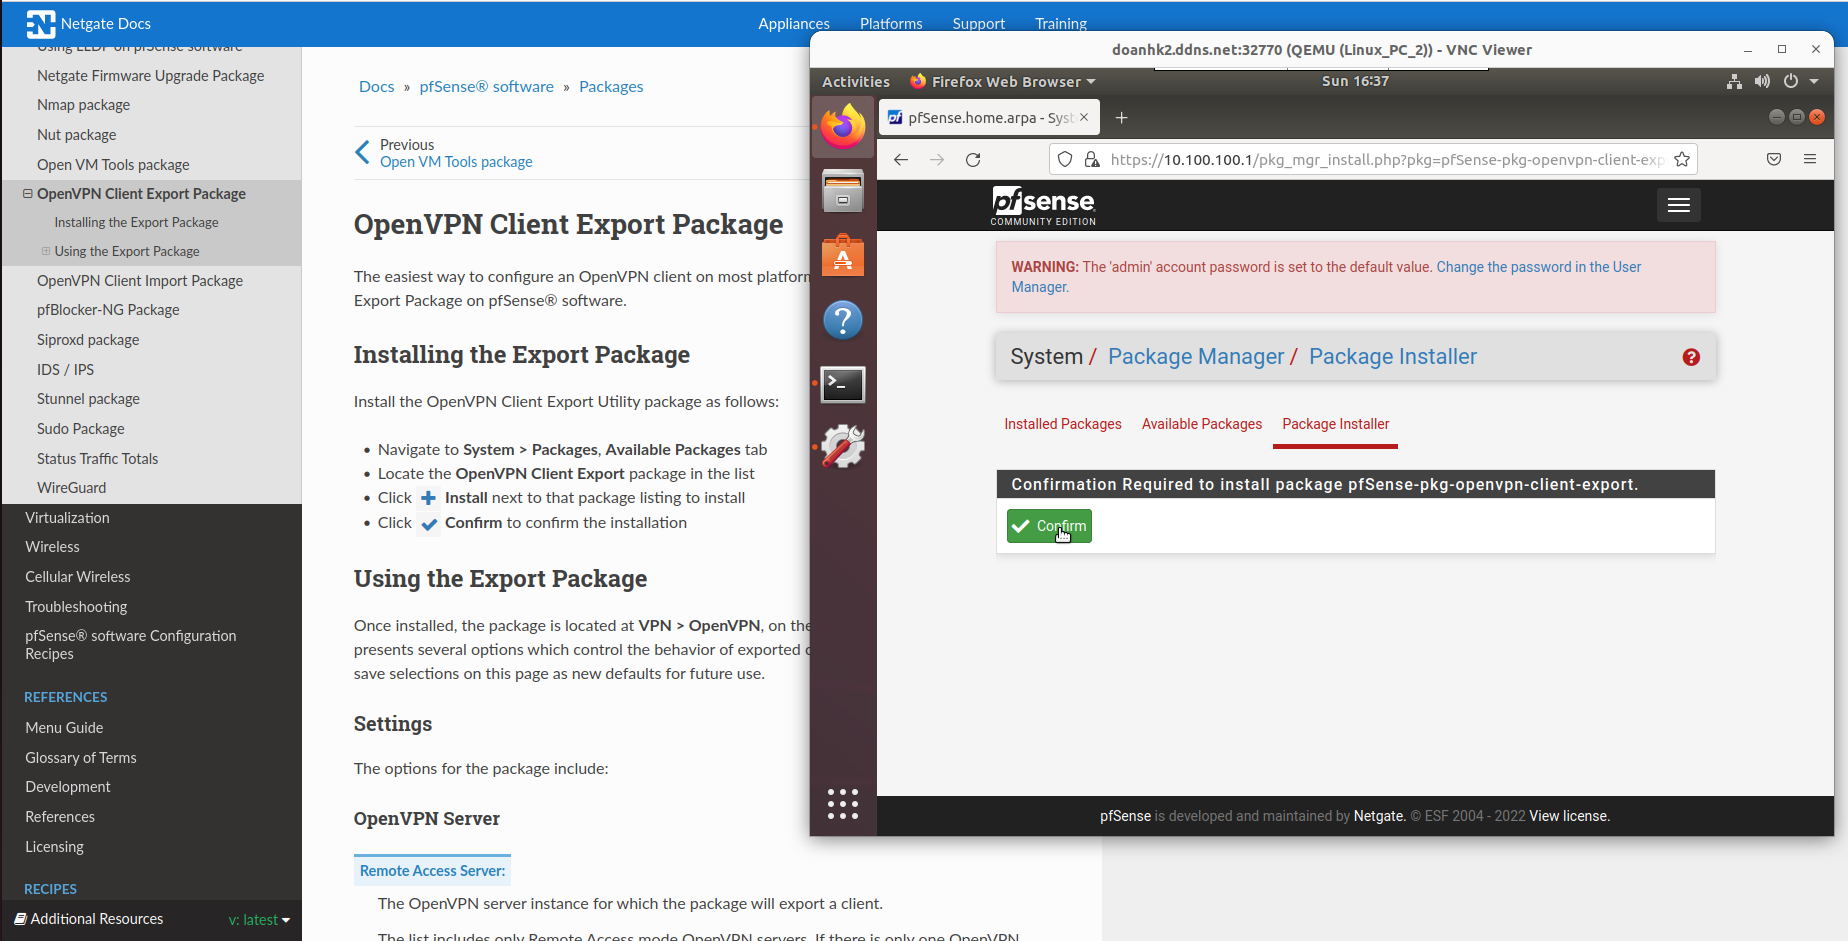 Netgate Docs
Appliances Platforms Support Training
Using LLDP on pfSense software
Netgate Firmware Upgrade Package
Nmap package
Nut package
Open VM Tools package
OpenVPN Client Export Package
Installing the Export Package
Using the Export Package
OpenVPN Client Import Package
pfBlocker-NG Package
Siproxd package
IDS / IPS
Stunnel package
Sudo Package
Status Traffic Totals
WireGuard
Virtualization
Wireless
Cellular Wireless
Troubleshooting
pfSense® software Configuration
Recipes
REFERENCES
Menu Guide
Glossary of Terms
Development
References
Licensing
RECIPES
Additional Resources v: latest
Docs » pfSense® software » Packages
Previous
Open VM Tools package
OpenVPN Client Export Package
The easiest way to configure an OpenVPN client on most platforms
Export Package on pfSense® software.
Installing the Export Package
Install the OpenVPN Client Export Utility package as follows:
• Navigate to System > Packages, Available Packages tab
• Locate the OpenVPN Client Export package in the list
• Click Install next to that package listing to install
• Click Confirm to confirm the installation
Using the Export Package
Once installed, the package is located at VPN > OpenVPN, on the
presents several options which control the behavior of exported
save selections on this page as new defaults for future use.
Settings
The options for the package include:
OpenVPN Server
Remote Access Server:
The OpenVPN server instance for which the package will export a client.
The list includes only Remote Access mode OpenVPN servers. If there is only one OpenVPN
doanhk2.ddns.net:32770 (QEMU (Linux_PC_2)) - VNC Viewer
Activities Firefox Web Browser Sun 16:37
pfSense.home.arpa - Syst
https://10.100.100.1/pkg_mgr_install.php?pkg=pfSense-pkg-openvpn-client-exp
pfsense
COMMUNITY EDITION
WARNING: The 'admin' account password is set to the default value. Change the password in the User
Manager.
System / Package Manager / Package Installer
Installed Packages Available Packages Package Installer
Confirmation Required to install package pfSense-pkg-openvpn-client-export.
Confirm
pfSense is developed and maintained by Netgate. © ESF 2004 - 2022 View license.